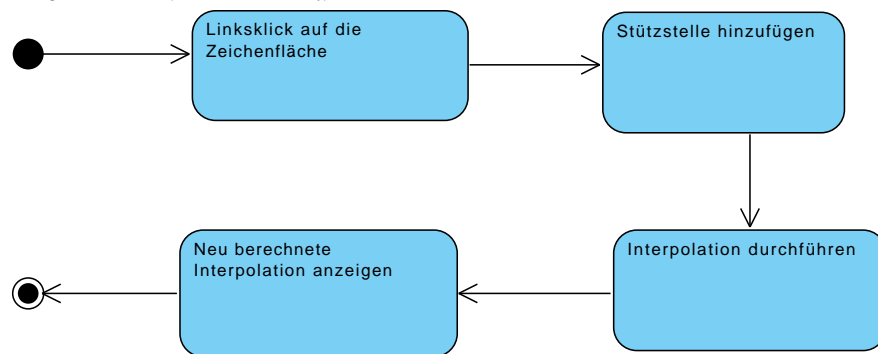 Linksklick auf die
Zeichenfläche
Stützstelle hinzufügen
Interpolation durchführen
Neu berechnete
Interpolation anzeigen